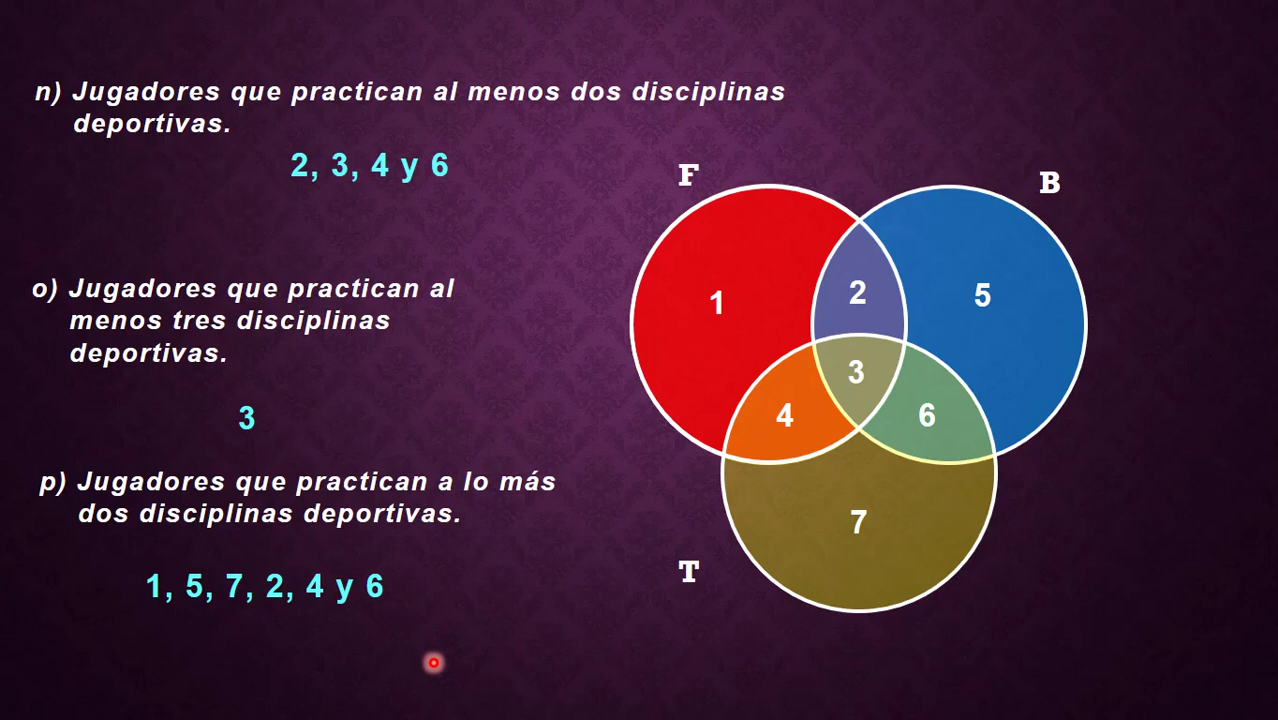 n) Jugadores que practican al menos dos disciplinas
deportivas.
2, 3, 4 y 6
o) Jugadores que practican al
menos tres disciplinas
deportivas.
3
p) Jugadores que practican a lo más
dos disciplinas deportivas.
1, 5, 7, 2, 4 y 6
F
B
1
2
5
3
4
6
7
T